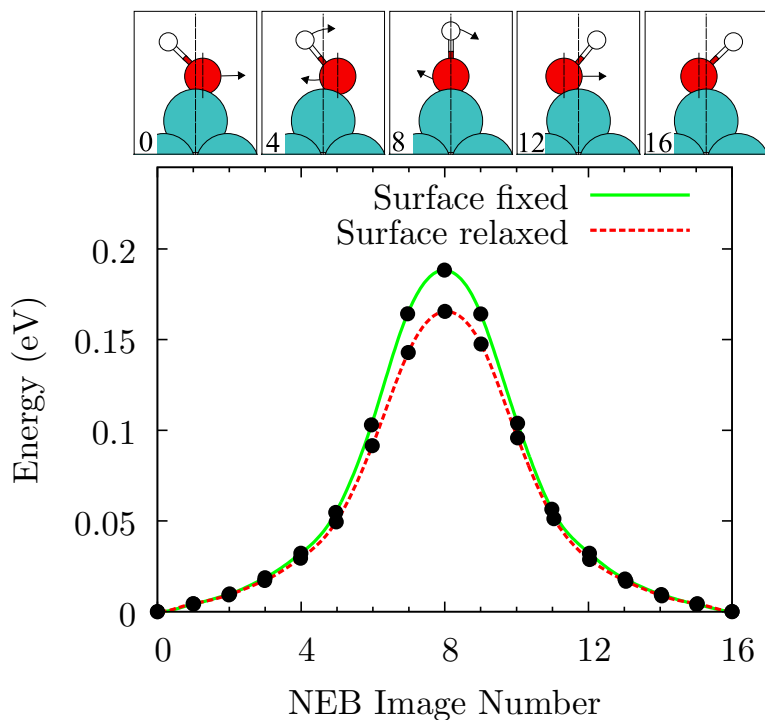 0 4 8 12 16
Surface fixed
Surface relaxed
0.2
0.15
0.1
0.05
0
Energy (eV)
0 4 8 12 16
NEB Image Number